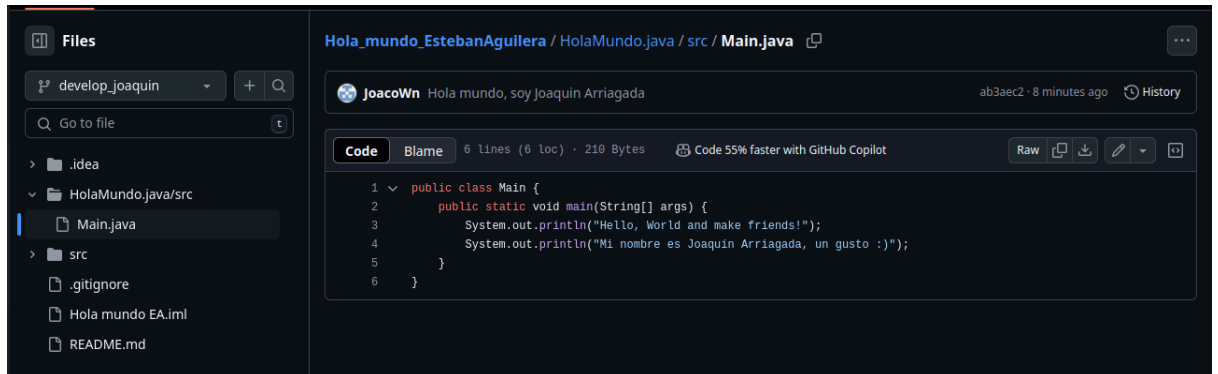 Files
develop_joaquin
Go to file
t
.idea
HolaMundo.java/src
Main.java
src
.gitignore
Hola mundo EA.iml
README.md
Hola_mundo_EstebanAguilera / HolaMundo.java / src / Main.java
JoacoWn Hola mundo, soy Joaquin Arriagada ab3aec2 · 8 minutes ago History
Code Blame 6 lines (6 loc) · 210 Bytes Code 55% faster with GitHub Copilot Raw
1 public class Main {
2 public static void main(String[] args) {
3 System.out.println("Hello, World and make friends!");
4 System.out.println("Mi nombre es Joaquin Arriagada, un gusto :)");
5 }
6 }